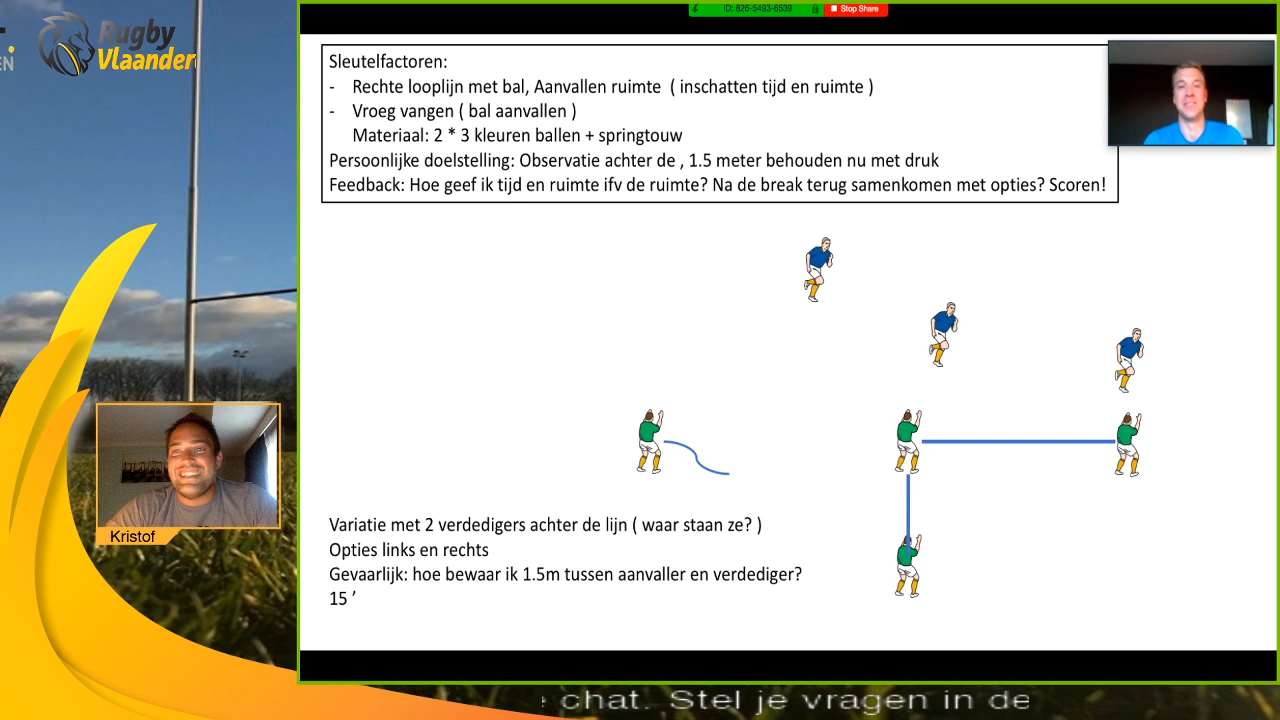 Rugby
Vlaander
EN
ID: 826-5493-6539
Stop Share
Sleutelfactoren:
- Rechte looplijn met bal, Aanvallen ruimte ( inschatten tijd en ruimte )
- Vroeg vangen ( bal aanvallen )
Materiaal: 2 * 3 kleuren ballen + springtouw
Persoonlijke doelstelling: Observatie achter de , 1.5 meter behouden nu met druk
Feedback: Hoe geef ik tijd en ruimte ifv de ruimte? Na de break terug samenkomen met opties? Scoren!
Kristof
Variatie met 2 verdedigers achter de lijn ( waar staan ze? )
Opties links en rechts
Gevaarlijk: hoe bewaar ik 1.5m tussen aanvaller en verdediger?
15 ’
chat. Stel je vragen in de